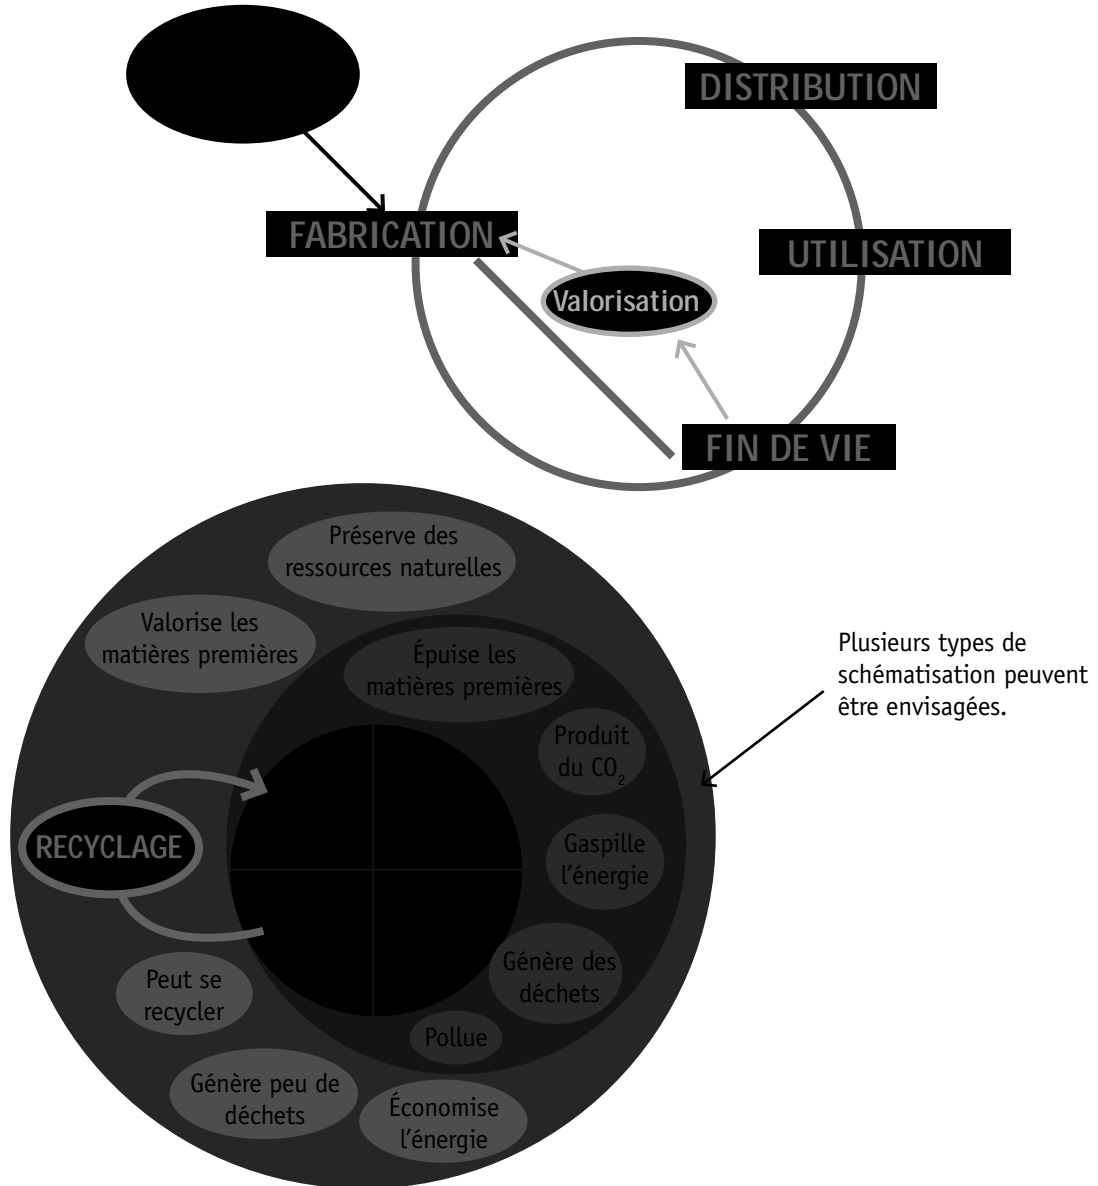 DISTRIBUTION
FABRICATION
UTILISATION
Valorisation
FIN DE VIE
Préserve des
ressources naturelles
Valorise les
matières premières
Épuise les
matières premières
Plusieurs types de
schématisation peuvent
être envisagées.
Produit
du CO₂
RECYCLAGE
Gaspille
l'énergie
Génère des
déchets
Peut se
recycler
Pollue
Génère peu de
déchets
Économise
l'énergie